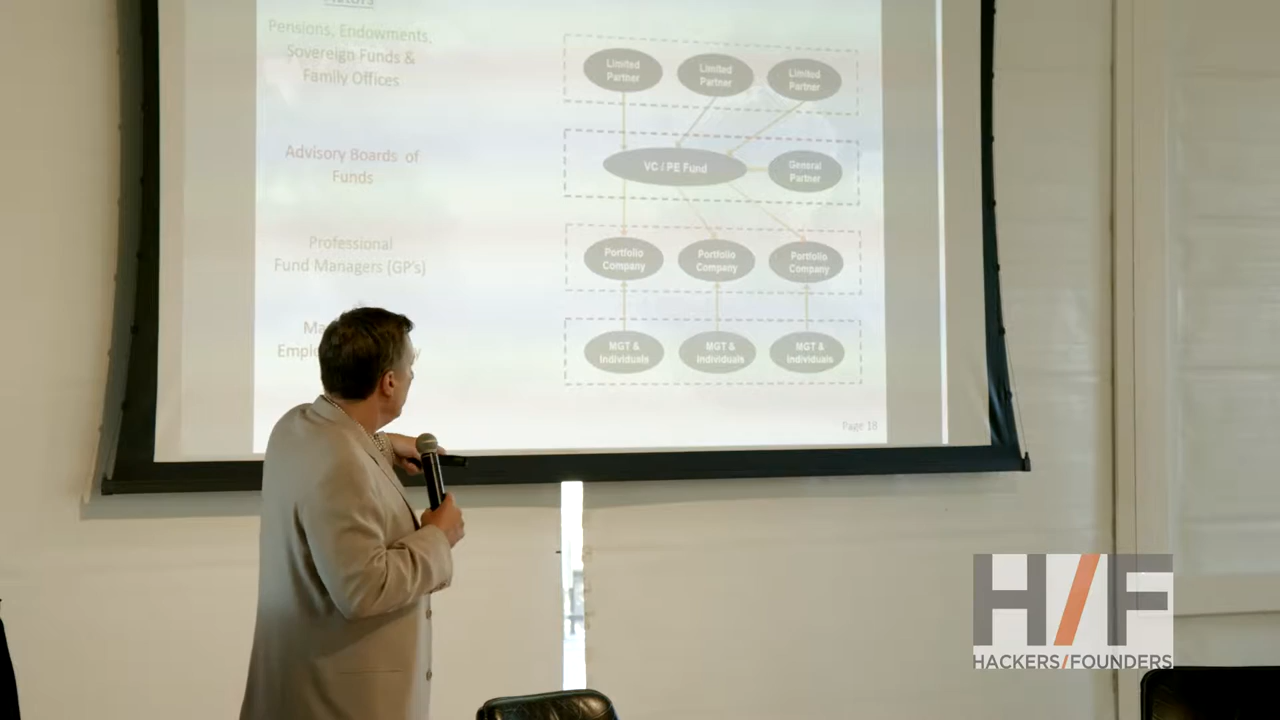 Pensions, Endowments,
Sovereign Funds &
Family Offices
Advisory Boards of
Funds
Professional
Fund Managers (GP's)
Ma
Emplo
Limited
Partner
Limited
Partner
Limited
Partner
VC / PE Fund
General
Partner
Portfolio
Company
Portfolio
Company
Portfolio
Company
MGT &
Individuals
MGT &
Individuals
MGT &
Individuals
Page 18
H/F
HACKERS/FOUNDERS